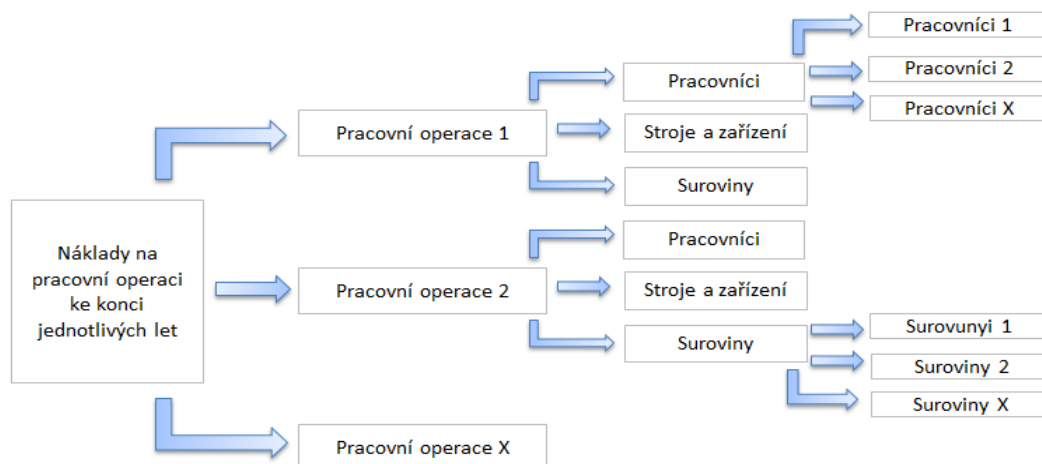 Náklady na
pracovní operaci
ke konci
jednotlivých let
Pracovní operace 1
Pracovní operace 2
Pracovní operace X
Pracovníci
Stroje a zařízení
Suroviny
Pracovníci
Stroje a zařízení
Suroviny
Pracovníci 1
Pracovníci 2
Pracovníci X
Surovunyi 1
Suroviny 2
Suroviny X